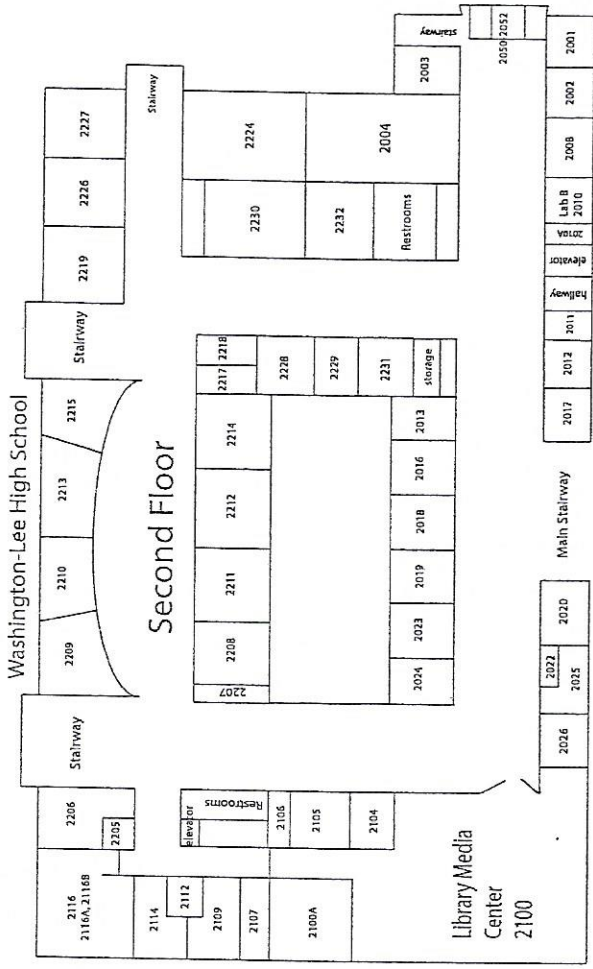 Washington-Lee High School
Second Floor
Stairway
2209
2210
2213
2215
Stairway
2219
2226
2227
Stairway
2206
2205
2116
2116A, 2116B
2114
2112
2109
2107
2100A
elevator
Restrooms
2106
2105
2104
2207
2208
2211
2212
2214
2217
2218
2228
2229
2231
storage
2024
2023
2019
2018
2016
2013
2230
2224
2232
2004
Restrooms
2003
stairway
2050-2052
Library Media
Center
2100
2026
2025
2022
2020
Main Stairway
2017
2012
2011
hallway
elevator
2010A
Lab B
2010
2008
2002
2001